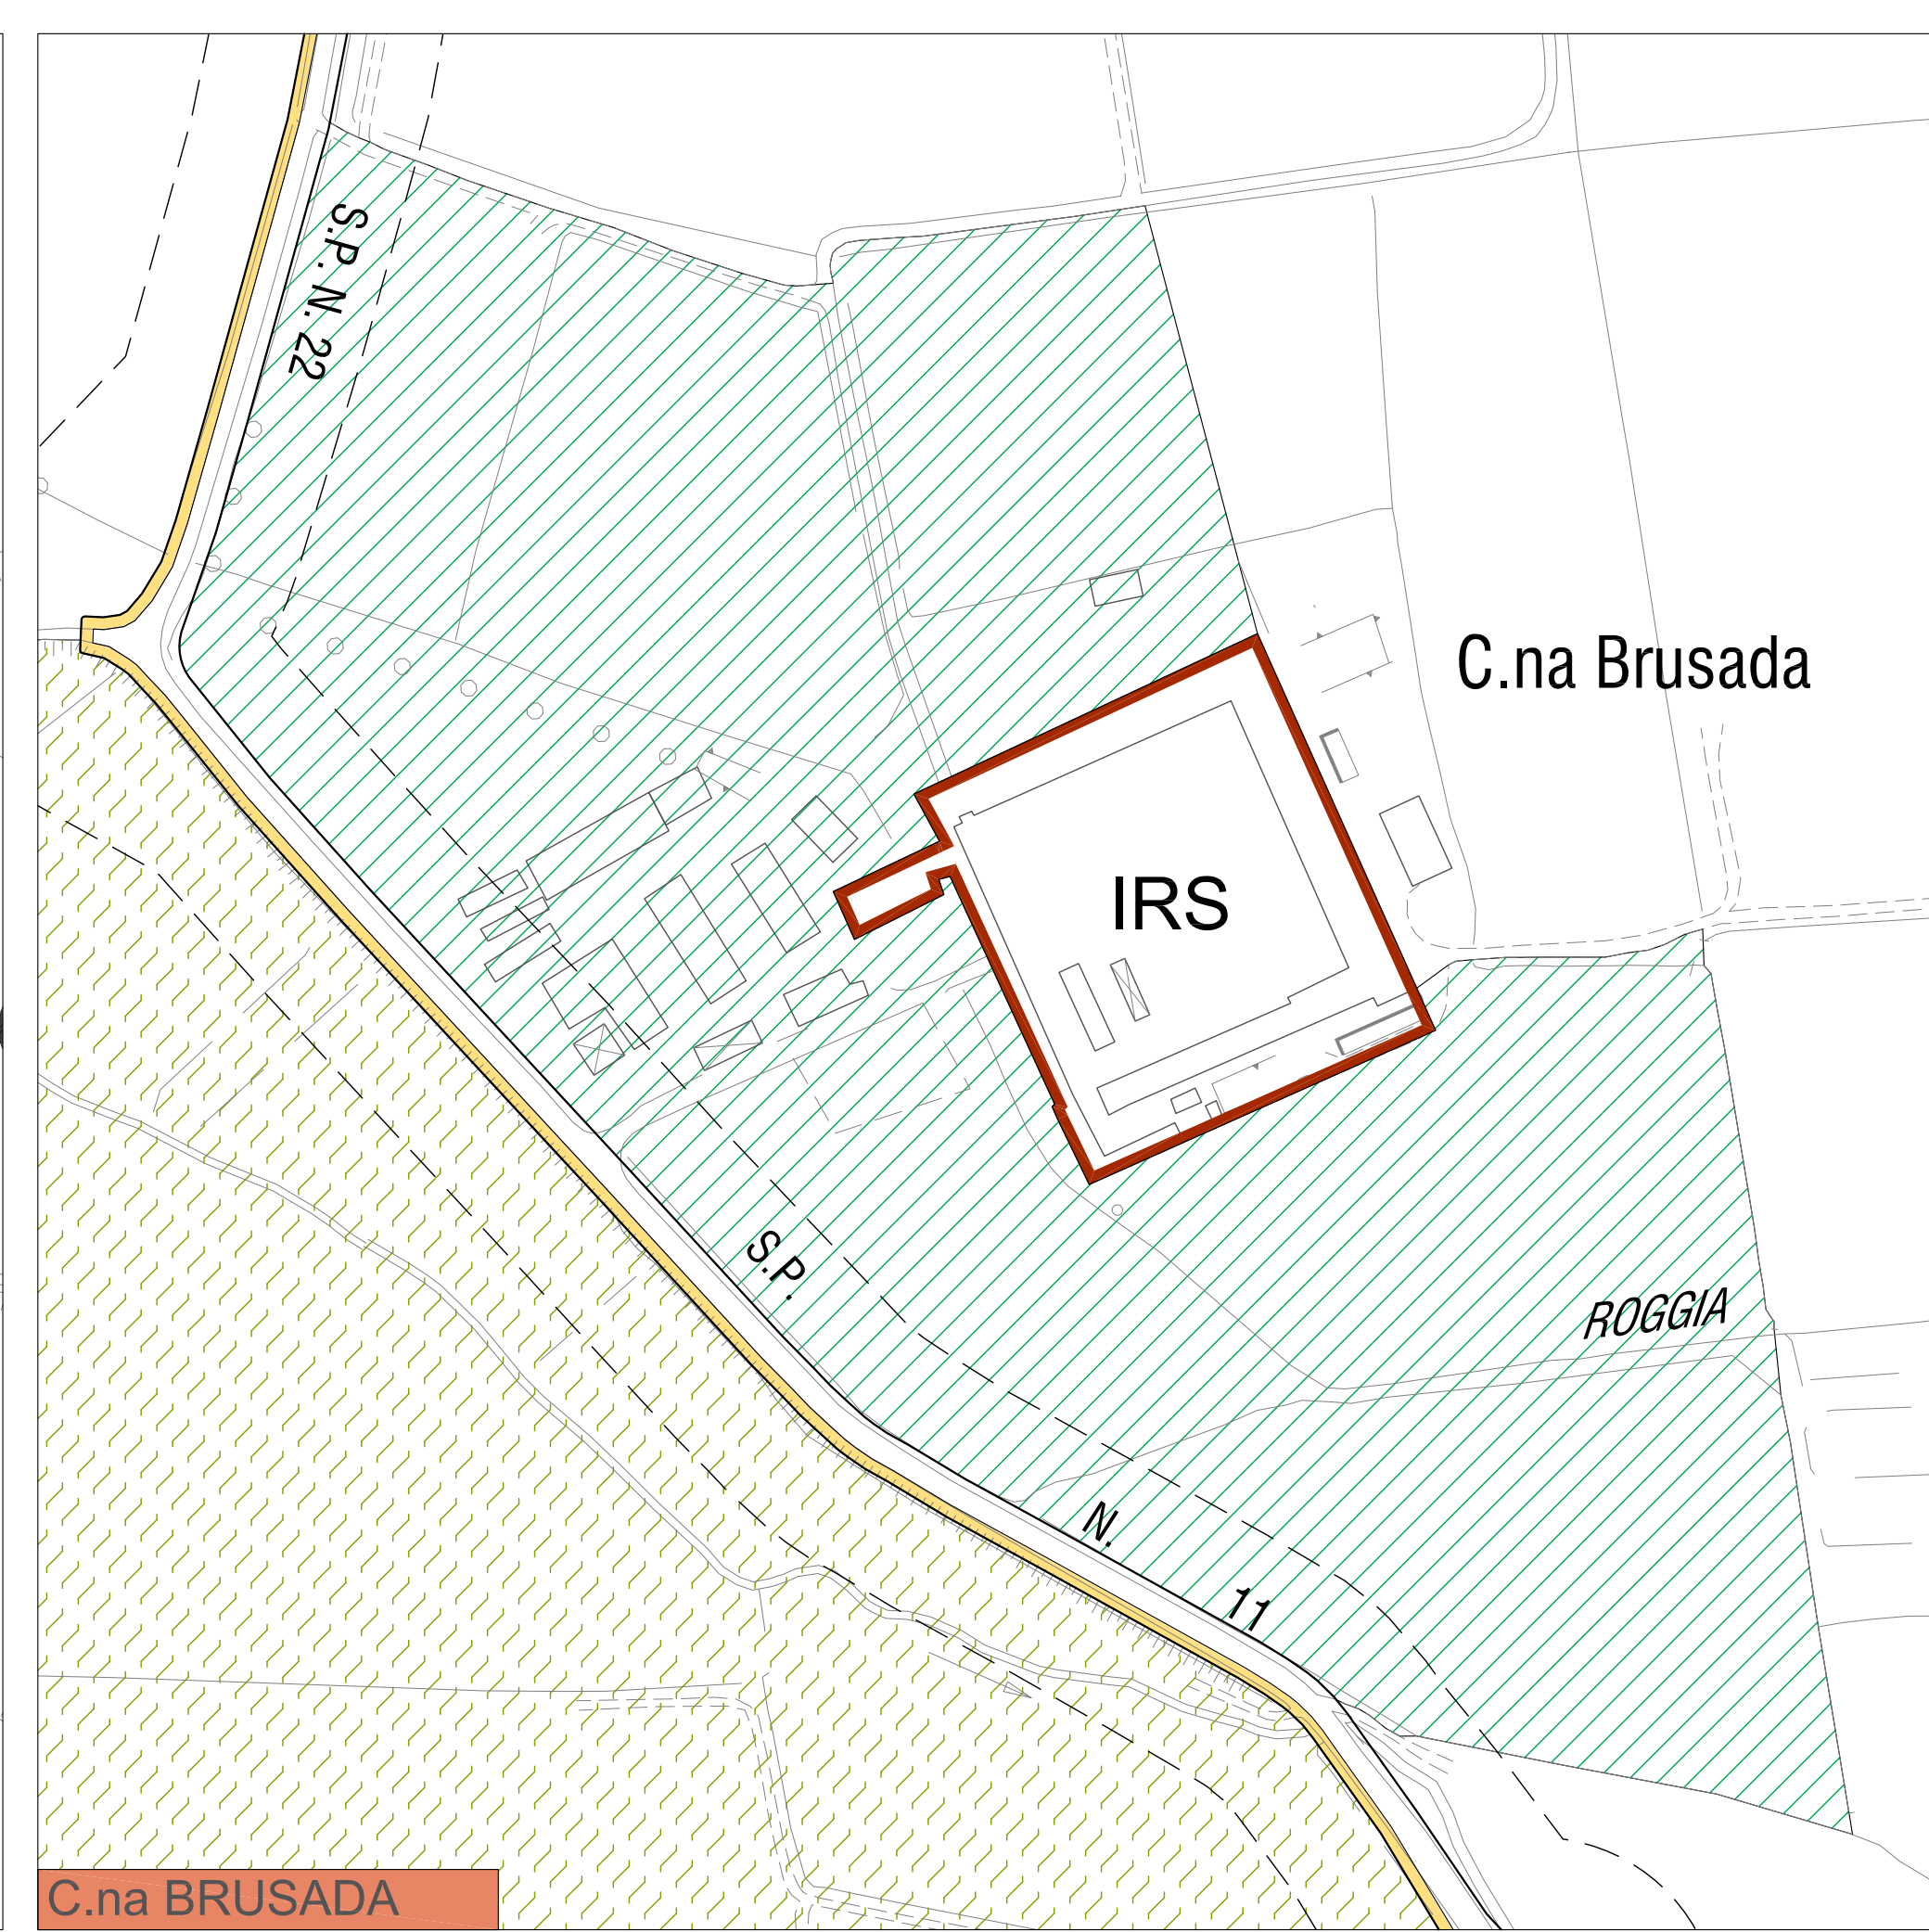 S.P. N. 22
C.na Brusada
IRS
S.P. N. 11
ROGGIA
C.na BRUSADA